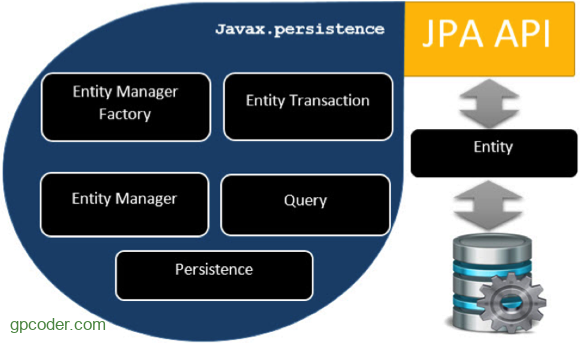 Javax.persistence
JPA API
Entity Manager
Factory
Entity Transaction
Entity
Entity Manager
Query
Persistence
gpcoder.com